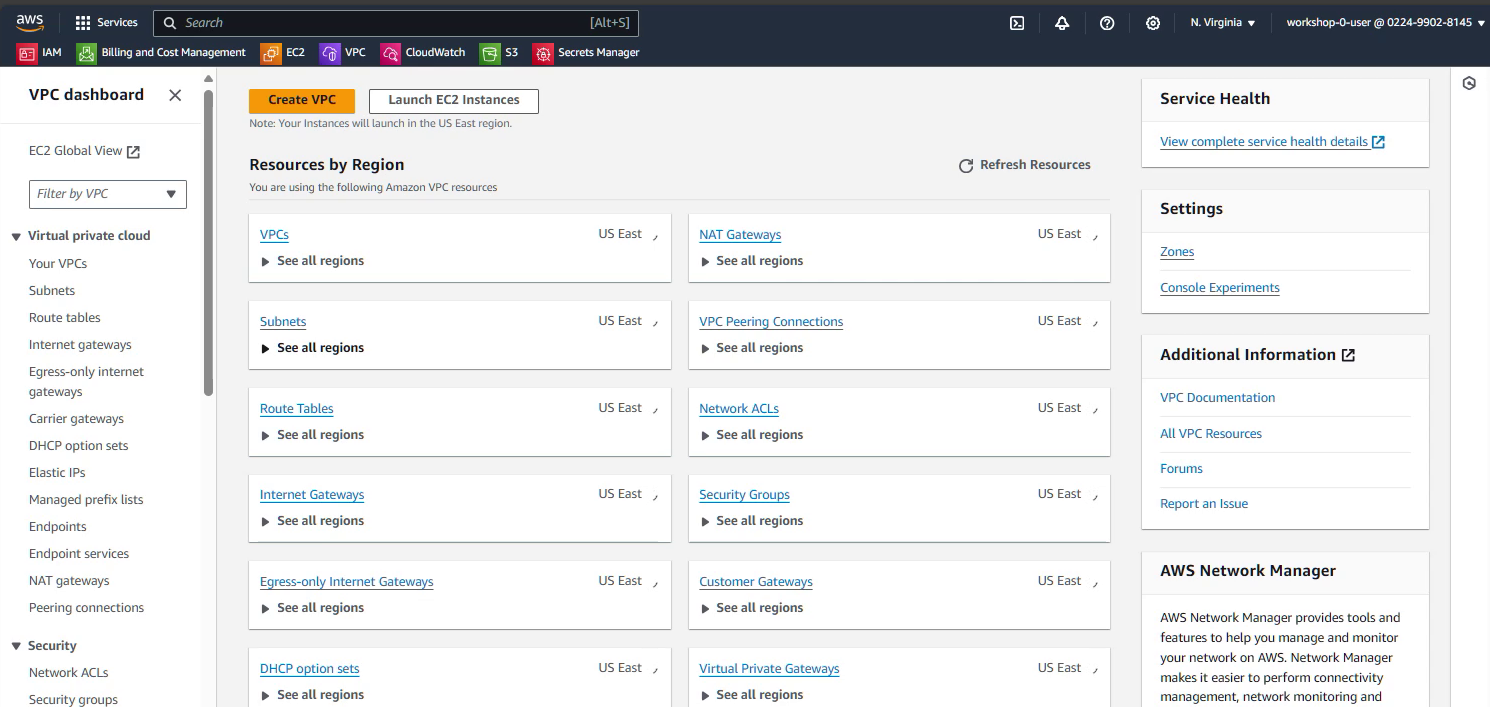 aws
Services
Search
[Alt+S]
N. Virginia
workshop-0-user @ 0224-9902-8145
IAM
Billing and Cost Management
EC2
VPC
CloudWatch
S3
Secrets Manager
VPC dashboard
EC2 Global View
Filter by VPC
Virtual private cloud
Your VPCs
Subnets
Route tables
Internet gateways
Egress-only internet
gateways
Carrier gateways
DHCP option sets
Elastic IPs
Managed prefix lists
Endpoints
Endpoint services
NAT gateways
Peering connections
Security
Network ACLs
Security groups
Create VPC
Launch EC2 Instances
Note: Your Instances will launch in the US East region.
Resources by Region
Refresh Resources
You are using the following Amazon VPC resources
VPCs
US East
See all regions
NAT Gateways
US East
See all regions
Subnets
US East
See all regions
VPC Peering Connections
US East
See all regions
Route Tables
US East
See all regions
Network ACLs
US East
See all regions
Internet Gateways
US East
See all regions
Security Groups
US East
See all regions
Egress-only Internet Gateways
US East
See all regions
Customer Gateways
US East
See all regions
DHCP option sets
US East
See all regions
Virtual Private Gateways
US East
See all regions
Service Health
View complete service health details
Settings
Zones
Console Experiments
Additional Information
VPC Documentation
All VPC Resources
Forums
Report an Issue
AWS Network Manager
AWS Network Manager provides tools and
features to help you manage and monitor
your network on AWS. Network Manager
makes it easier to perform connectivity
management, network monitoring and